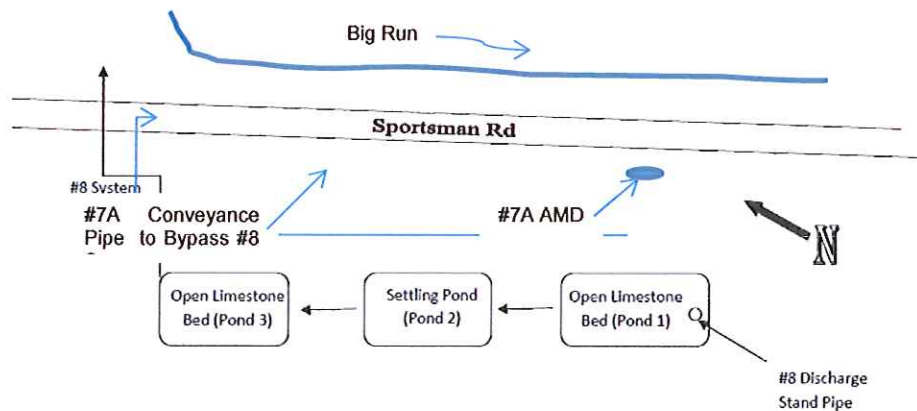 Big Run
Sportsman Rd
#8 System
#7A Conveyance
Pipe to Bypass #8
#7A AMD
N
Open Limestone
Bed (Pond 3)
Settling Pond
(Pond 2)
Open Limestone
Bed (Pond 1)
#8 Discharge
Stand Pipe